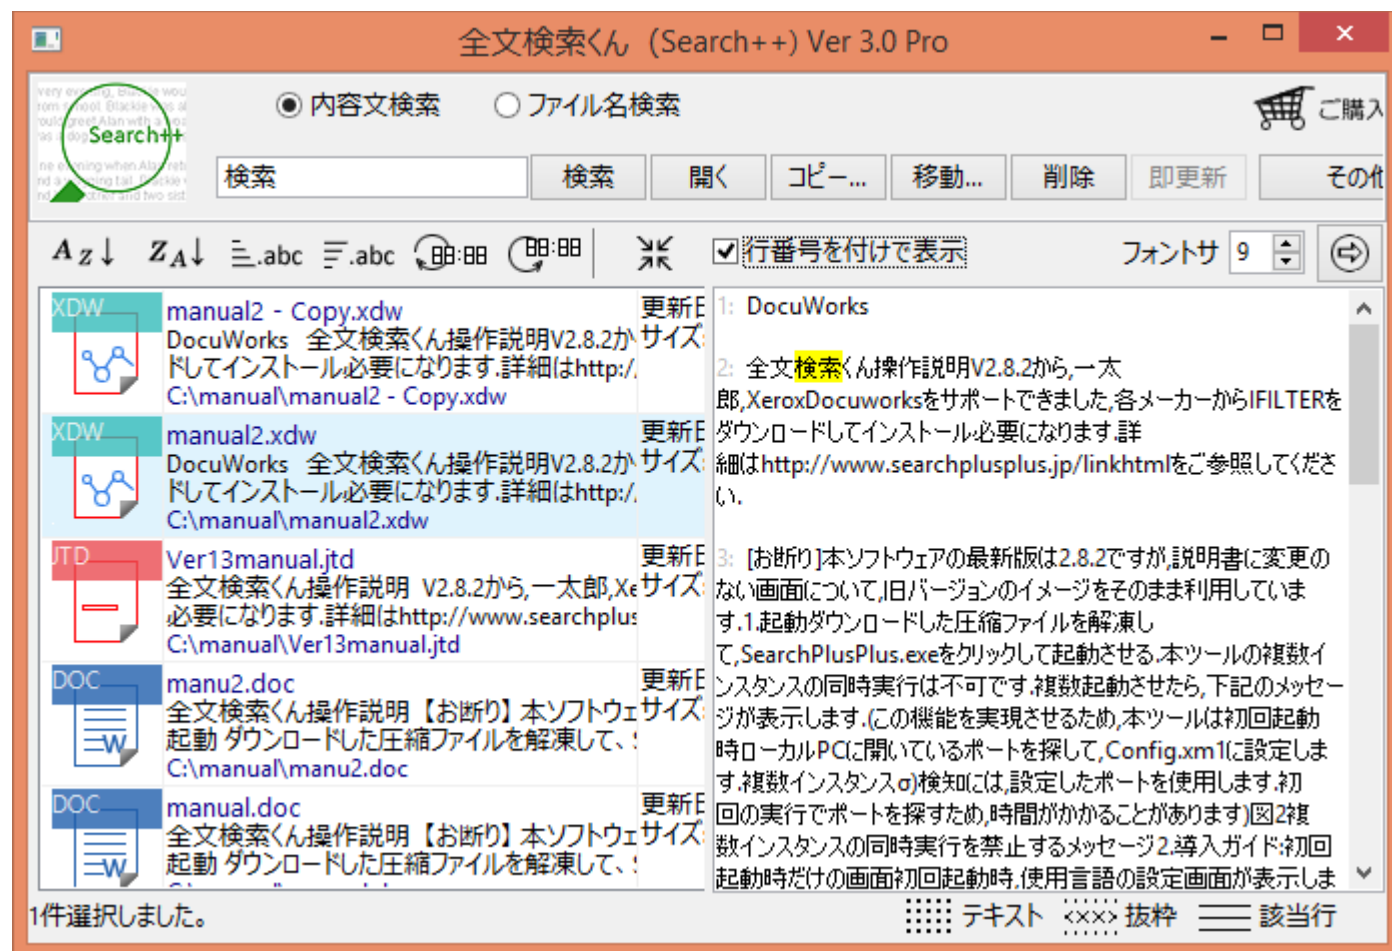 全文検索くん (Search++) Ver 3.0 Pro
Search++
内容文検索 ファイル名検索
ご購入
検索 検索 開く コピー... 移動... 削除 即更新 その他
AZ↓ ZA↓ .abc .abc 88:88 88:88 行番号を付けで表示 フォントサ 9
XDW
manual2 - Copy.xdw 更新日
DocuWorks 全文検索くん操作説明V2.8.2か サイズ:
ドしてインストール必要になります.詳細はhttp:/
C:\manual\manual2 - Copy.xdw
XDW
manual2.xdw 更新日
DocuWorks 全文検索くん操作説明V2.8.2か サイズ:
ドしてインストール必要になります.詳細はhttp:/
C:\manual\manual2.xdw
JTD
Ver13manual.jtd 更新日
全文検索くん操作説明 V2.8.2から,一太郎,Xe サイズ:
必要になります.詳細はhttp://www.searchplus
C:\manual\Ver13manual.jtd
DOC
manu2.doc 更新日
全文検索くん操作説明【お断り】本ソフトウェ サイズ:
起動 ダウンロードした圧縮ファイルを解凍して、
C:\manual\manu2.doc
DOC
manual.doc 更新日
全文検索くん操作説明【お断り】本ソフトウェ サイズ:
起動 ダウンロードした圧縮ファイルを解凍して、
1: DocuWorks
2: 全文検索くん操作説明V2.8.2から,一太
郎,XeroxDocuworksをサポートできました,各メーカーからIFILTERを
ダウンロードしてインストール必要になります.詳
細はhttp://www.searchplusplus.jp/linkhtmlをご参照してくださ
い.
3: [お断り]本ソフトウェアの最新版は2.8.2ですが,説明書に変更の
ない画面について,旧バージョンのイメージをそのまま利用していま
す.1.起動ダウンロードした圧縮ファイルを解凍し
て,SearchPlusPlus.exeをクリックして起動させる.本ツールの複数イ
ンスタンスの同時実行は不可です.複数起動させたら,下記のメッセー
ジが表示します.(この機能を実現させるため,本ツールは初回起動
時ローカルPCに開いているポートを探して,Config.xm1に設定しま
す.複数インスタンスσ)検知には,設定したポートを使用します.初
回の実行でポートを探すため,時間がかかることがあります)図2複
数インスタンスの同時実行を禁止するメッセージ2.導入ガイド:初回
起動時だけの画面初回起動時,使用言語の設定画面が表示しま
1件選択しました。 テキスト 抜粋 該当行